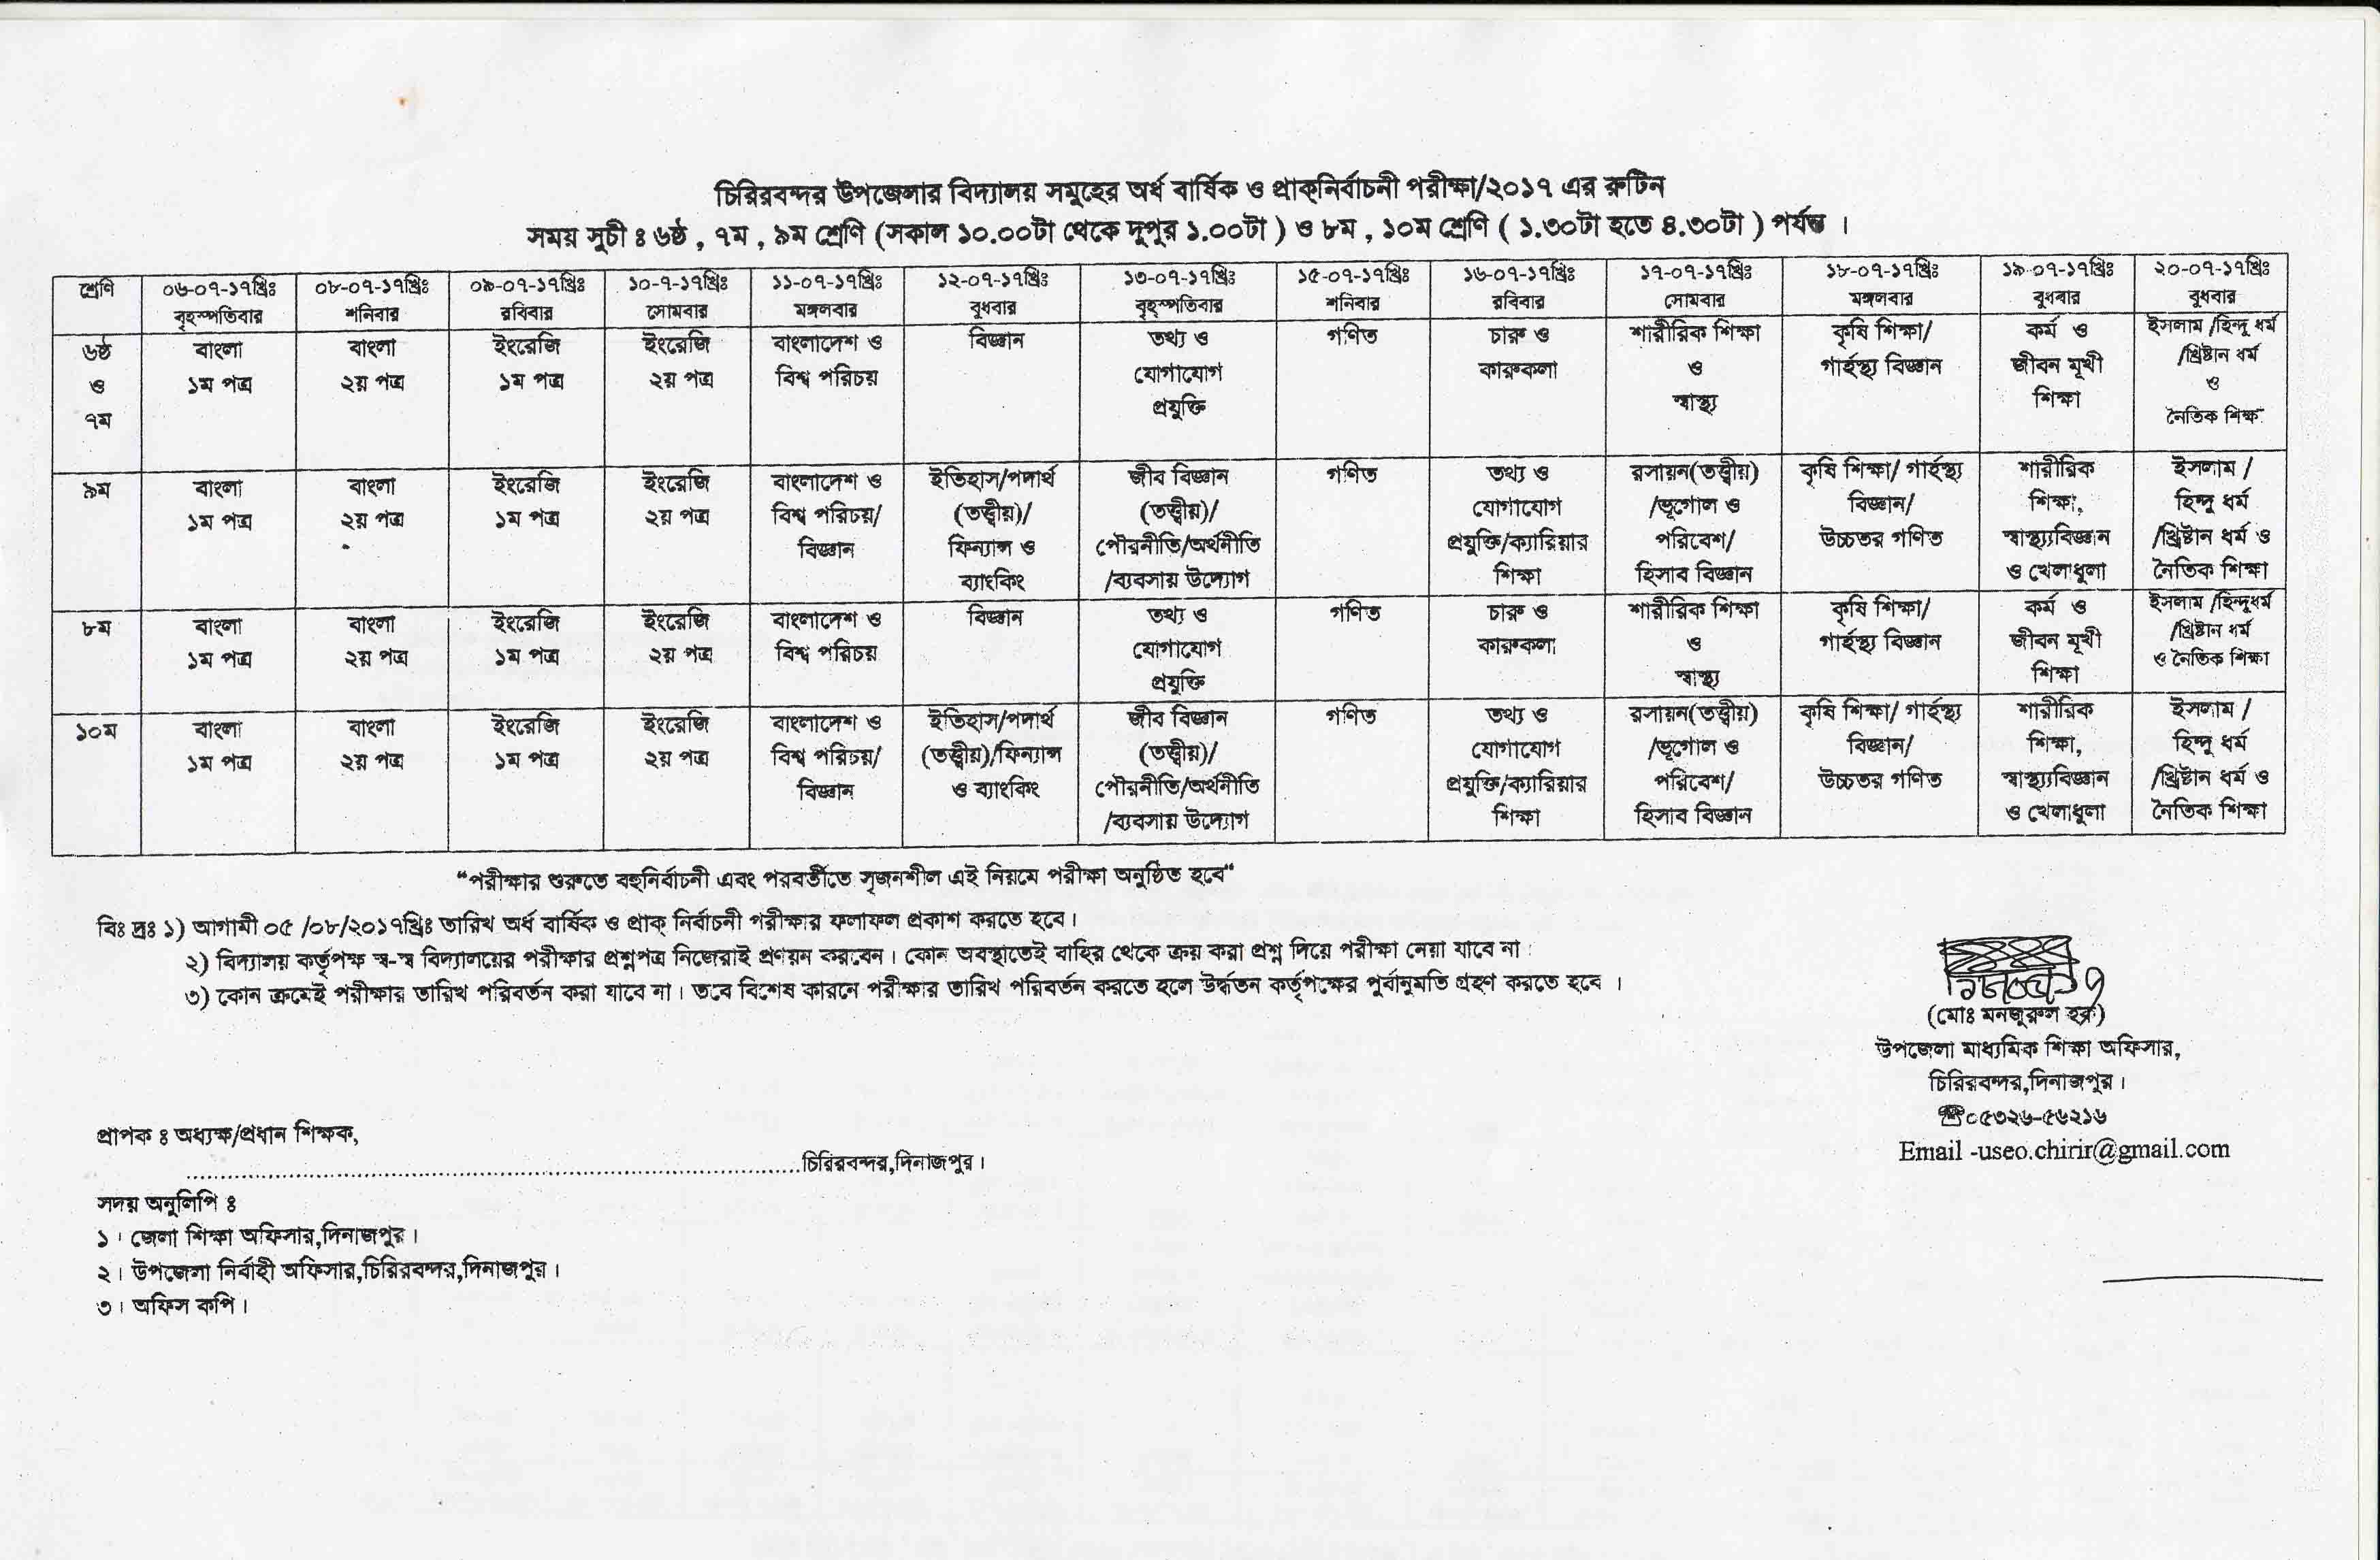 চিরিরবন্দর উপজেলার বিদ্যালয় সমুহের অর্ধ বার্ষিক ও প্রাক্‌নির্বাচনী পরীক্ষা/২০১৭ এর রুটিন
সময় সুচী ঃ ৬ষ্ঠ , ৭ম , ৯ম শ্রেণি (সকাল ১০.০০টা থেকে দুপুর ১.০০টা ) ও ৮ম , ১০ম শ্রেণি ( ১.৩০টা হতে ৪.৩০টা ) পর্যন্ত ।
শ্রেণি ০৬-০৭-১৭খ্রিঃ ০৮-০৭-১৭খ্রিঃ ০৯-০৭-১৭খ্রিঃ ১০-৭-১৭খ্রিঃ ১১-০৭-১৭খ্রিঃ ১২-০৭-১৭খ্রিঃ ১৩-০৭-১৭খ্রিঃ ১৫-০৭-১৭খ্রিঃ ১৬-০৭-১৭খ্রিঃ ১৭-০৭-১৭খ্রিঃ ১৮-০৭-১৭খ্রিঃ ১৯-০৭-১৭খ্রিঃ ২০-০৭-১৭খ্রিঃ
বৃহস্পতিবার শনিবার রবিবার সোমবার মঙ্গলবার বুধবার বৃহস্পতিবার শনিবার রবিবার সোমবার মঙ্গলবার বুধবার বুধবার
৬ষ্ঠ বাংলা বাংলা ইংরেজি ইংরেজি বাংলাদেশ ও বিজ্ঞান তথ্য ও গণিত চারু ও শারীরিক শিক্ষা কৃষি শিক্ষা/ কর্ম ও ইসলাম /হিন্দু ধর্ম
ও ১ম পত্র ২য় পত্র ১ম পত্র ২য় পত্র বিশ্ব পরিচয় যোগাযোগ কারুকলা ও গার্হস্থ্য বিজ্ঞান জীবন মূখী /খ্রিষ্টান ধর্ম
৭ম প্রযুক্তি স্বাস্থ্য শিক্ষা ও
নৈতিক শিক্ষ
৯ম বাংলা বাংলা ইংরেজি ইংরেজি বাংলাদেশ ও ইতিহাস/পদার্থ জীব বিজ্ঞান গণিত তথ্য ও রসায়ন(তত্ত্বীয়) কৃষি শিক্ষা/ গার্হস্থ্য শারীরিক ইসলাম /
১ম পত্র ২য় পত্র ১ম পত্র ২য় পত্র বিশ্ব পরিচয়/ (তত্ত্বীয়)/ (তত্ত্বীয়)/ যোগাযোগ /ভূগোল ও বিজ্ঞান/ শিক্ষা, হিন্দু ধর্ম
বিজ্ঞান ফিন্যান্স ও পৌরনীতি/অর্থনীতি প্রযুক্তি/ক্যারিয়ার পরিবেশ/ উচ্চতর গণিত স্বাস্থ্যবিজ্ঞান /খ্রিষ্টান ধর্ম ও
ব্যাংকিং /ব্যবসায় উদ্যোগ শিক্ষা হিসাব বিজ্ঞান ও খেলাধুলা নৈতিক শিক্ষা
৮ম বাংলা বাংলা ইংরেজি ইংরেজি বাংলাদেশ ও বিজ্ঞান তথ্য ও গণিত চারু ও শারীরিক শিক্ষা কৃষি শিক্ষা/ কর্ম ও ইসলাম /হিন্দুধর্ম
১ম পত্র ২য় পত্র ১ম পত্র ২য় পত্র বিশ্ব পরিচয় যোগাযোগ কারুকলা ও গার্হস্থ্য বিজ্ঞান জীবন মূখী /খ্রিষ্টান ধর্ম
প্রযুক্তি স্বাস্থ্য শিক্ষা ও নৈতিক শিক্ষা
১০ম বাংলা বাংলা ইংরেজি ইংরেজি বাংলাদেশ ও ইতিহাস/পদার্থ জীব বিজ্ঞান গণিত তথ্য ও রসায়ন(তত্ত্বীয়) কৃষি শিক্ষা/ গার্হস্থ্য শারীরিক ইসলাম /
১ম পত্র ২য় পত্র ১ম পত্র ২য় পত্র বিশ্ব পরিচয়/ (তত্ত্বীয়)/ফিন্যান্স (তত্ত্বীয়)/ যোগাযোগ /ভূগোল ও বিজ্ঞান/ শিক্ষা, হিন্দু ধর্ম
বিজ্ঞান ও ব্যাংকিং পৌরনীতি/অর্থনীতি প্রযুক্তি/ক্যারিয়ার পরিবেশ/ উচ্চতর গণিত স্বাস্থ্যবিজ্ঞান /খ্রিষ্টান ধর্ম ও
/ব্যবসায় উদ্যোগ শিক্ষা হিসাব বিজ্ঞান ও খেলাধুলা নৈতিক শিক্ষা
“পরীক্ষার শুরুতে বহুনির্বাচনী এবং পরবর্তীতে সৃজনশীল এই নিয়মে পরীক্ষা অনুষ্ঠিত হবে“
বিঃ দ্রঃ ১) আগামী ০৫ /০৮/২০১৭খ্রিঃ তারিখ অর্ধ বার্ষিক ও প্রাক্ নির্বাচনী পরীক্ষার ফলাফল প্রকাশ করতে হবে।
২) বিদ্যালয় কর্তৃপক্ষ স্ব-স্ব বিদ্যালয়ের পরীক্ষার প্রশ্নপত্র নিজেরাই প্রণয়ন করবেন। কোন অবস্থাতেই বাহির থেকে ক্রয় করা প্রশ্ন দিয়ে পরীক্ষা নেয়া যাবে না ।
৩) কোন ক্রমেই পরীক্ষার তারিখ পরিবর্তন করা যাবে না। তবে বিশেষ কারনে পরীক্ষার তারিখ পরিবর্তন করতে হলে উর্দ্ধতন কর্তৃপক্ষের পুর্বানুমতি গ্রহণ করতে হবে ।
(মোঃ মনজুরুল হক)
উপজেলা মাধ্যমিক শিক্ষা অফিসার,
চিরিরবন্দর,দিনাজপুর।
☎০৫৩২৬-৫৬২১৬
Email -useo.chirir@gmail.com
প্রাপক ঃ অধ্যক্ষ/প্রধান শিক্ষক,
.................................................চিরিরবন্দর,দিনাজপুর।
সদয় অনুলিপি ঃ
১। জেলা শিক্ষা অফিসার,দিনাজপুর।
২। উপজেলা নির্বাহী অফিসার,চিরিরবন্দর,দিনাজপুর।
৩। অফিস কপি।